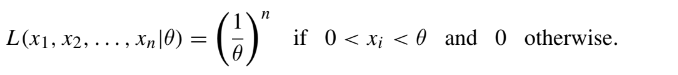 L(x₁, x₂, . . . , xₙ|θ) = (1/θ)ⁿ if 0 < xᵢ < θ and 0 otherwise.